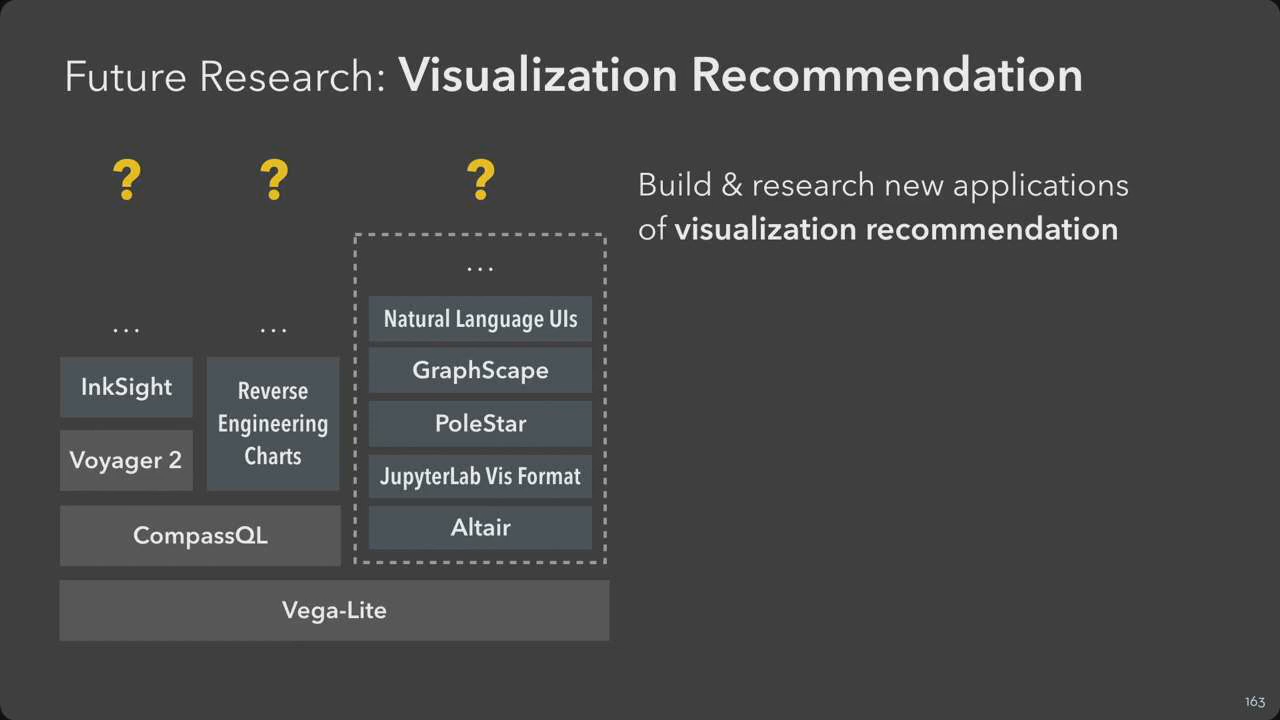 Future Research: Visualization Recommendation
? ? ?
Build & research new applications
of visualization recommendation
...
... ...
Natural Language UIs
GraphScape
PoleStar
JupyterLab Vis Format
Altair
InkSight
Voyager 2
Reverse
Engineering
Charts
CompassQL
Vega-Lite
163